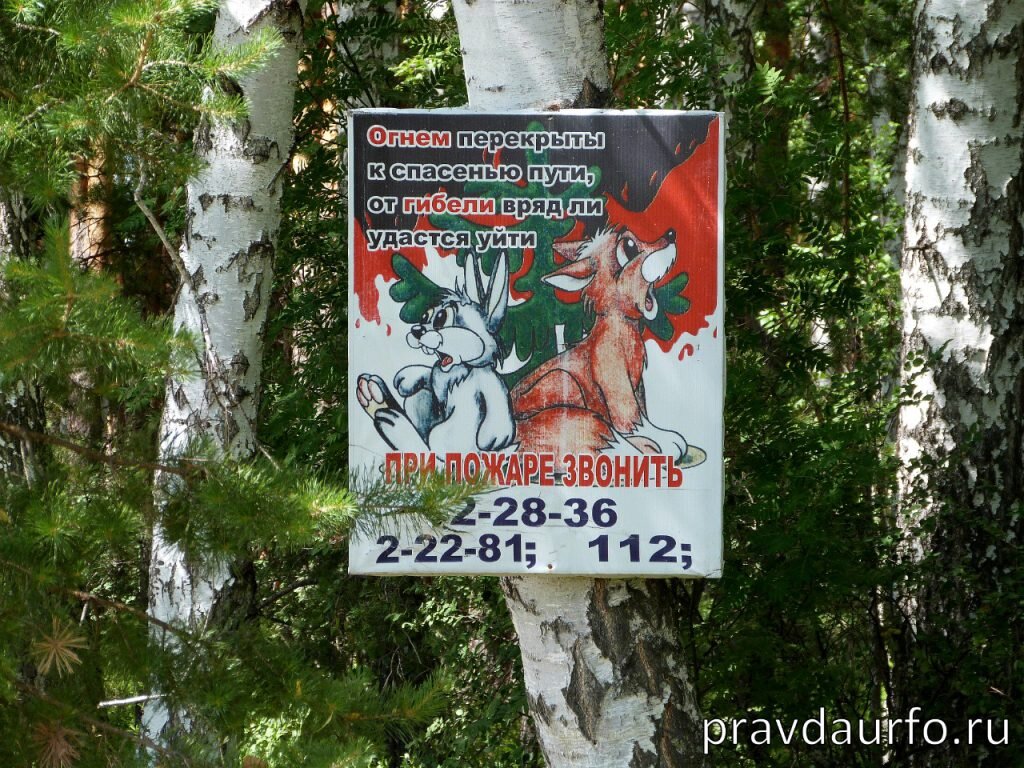 Огнем перекрыты
к спасенью пути,
от гибели вряд ли
удастся уйти
ПРИ ПОЖАРЕ ЗВОНИТЬ
2-28-36
2-22-81; 112;
pravdaurfo.ru